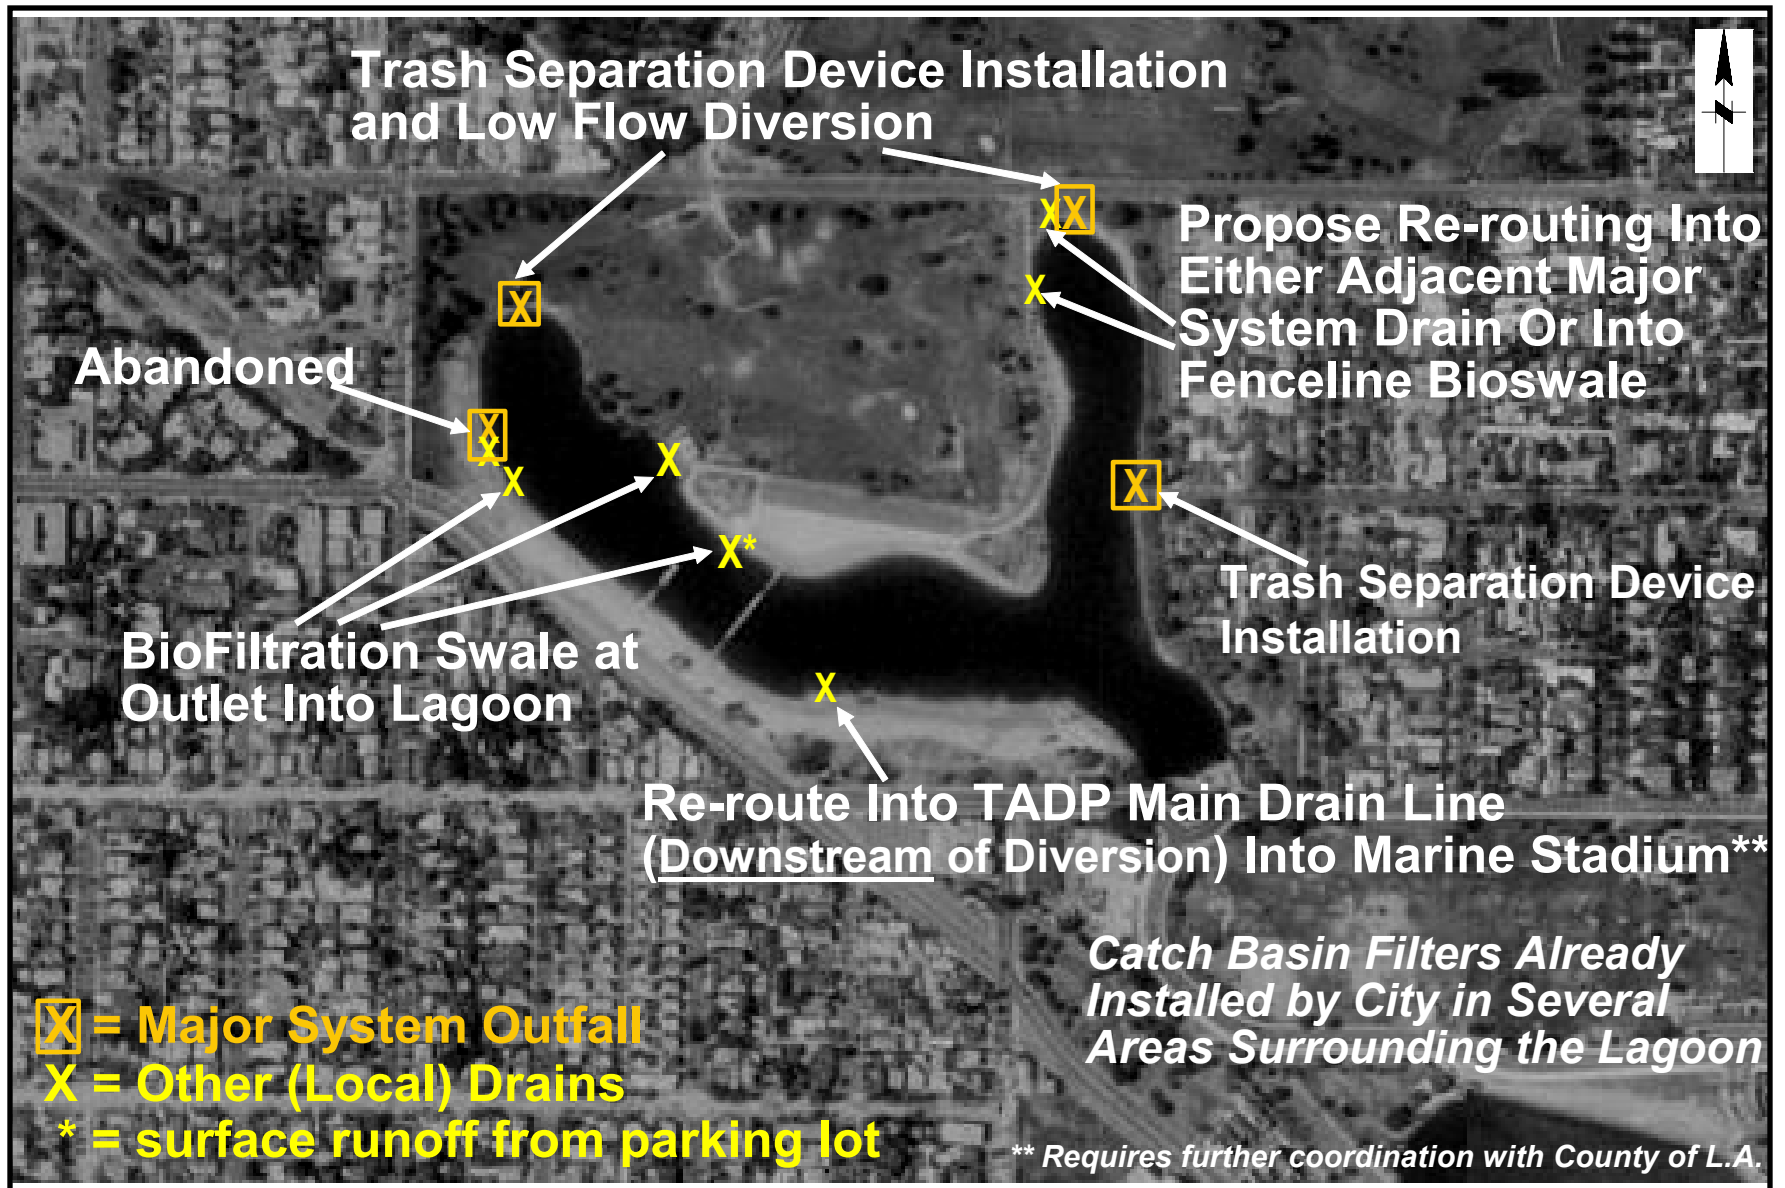 Trash Separation Device Installation
and Low Flow Diversion
N
X X
X
Propose Re-routing Into
Either Adjacent Major
System Drain Or Into
Fenceline Bioswale
X
Abandoned
X
X
X
X
X
X*
Trash Separation Device
Installation
BioFiltration Swale at
Outlet Into Lagoon
X
Re-route Into TADP Main Drain Line
(Downstream of Diversion) Into Marine Stadium**
Catch Basin Filters Already
Installed by City in Several
Areas Surrounding the Lagoon
X = Major System Outfall
X = Other (Local) Drains
* = surface runoff from parking lot
** Requires further coordination with County of L.A.